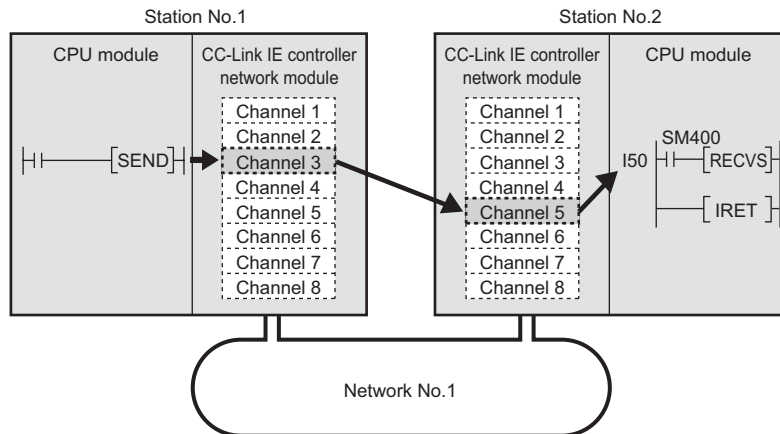 Station No.1
CPU module
CC-Link IE controller
network module
Channel 1
Channel 2
Channel 3
Channel 4
Channel 5
Channel 6
Channel 7
Channel 8
SEND
Station No.2
CC-Link IE controller
network module
Channel 1
Channel 2
Channel 3
Channel 4
Channel 5
Channel 6
Channel 7
Channel 8
CPU module
SM400
I50
RECVS
IRET
Network No.1